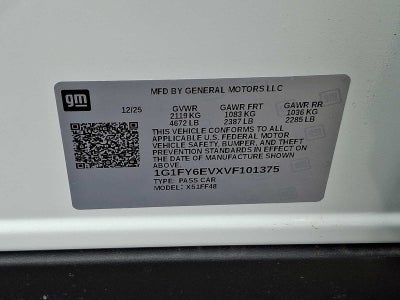 gm
MFD BY GENERAL MOTORS LLC
12/25 GVWR GAWR FRT GAWR RR
2119 KG 1083 KG 1036 KG
4672 LB 2387 LB 2285 LB
THIS VEHICLE CONFORMS TO ALL
APPLICABLE U.S. FEDERAL MOTOR
VEHICLE SAFETY, BUMPER, AND THEFT
PREVENTION STANDARDS IN EFFECT ON
THE DATE OF MANUFACTURE SHOWN
ABOVE.
1G1FY6EVXVF101375
TYPE: PASS CAR
MODEL: X51FF48